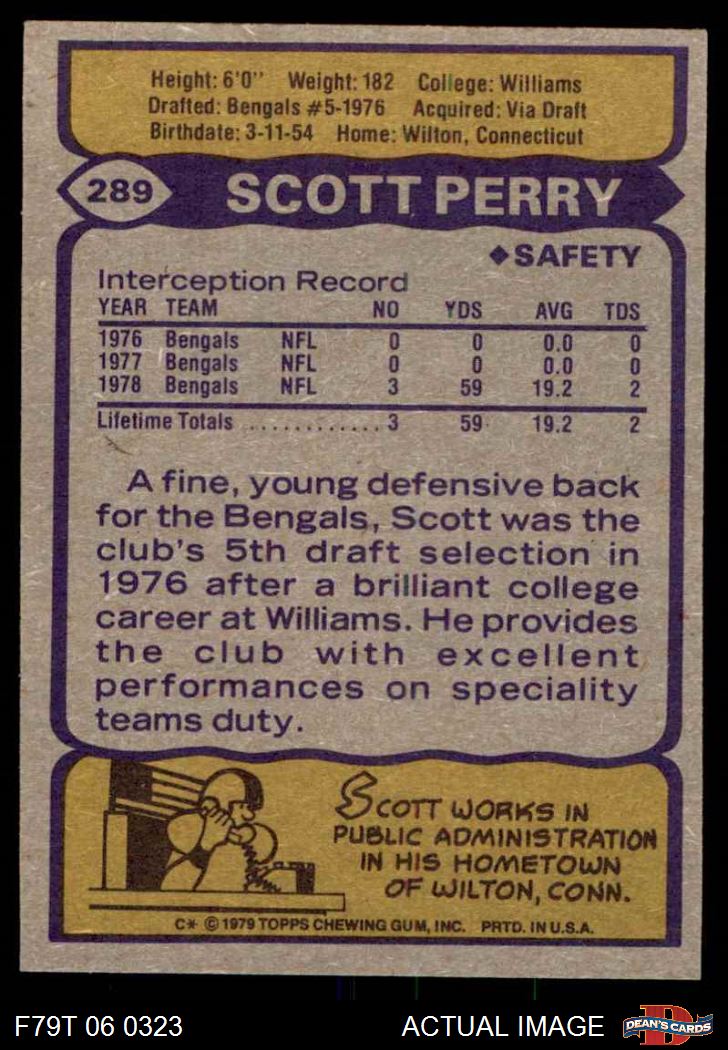 Height: 6'0" Weight: 182 College: Williams
Drafted: Bengals #5-1976 Acquired: Via Draft
Birthdate: 3-11-54 Home: Wilton, Connecticut
289 SCOTT PERRY
◆SAFETY
Interception Record
YEAR TEAM NO YDS AVG TDS
1976 Bengals NFL 0 0 0.0 0
1977 Bengals NFL 0 0 0.0 0
1978 Bengals NFL 3 59 19.2 2
Lifetime Totals ............ 3 59 19.2 2
A fine, young defensive back
for the Bengals, Scott was the
club's 5th draft selection in
1976 after a brilliant college
career at Williams. He provides
the club with excellent
performances on speciality
teams duty.
SCOTT WORKS IN
PUBLIC ADMINISTRATION
IN HIS HOMETOWN
OF WILTON, CONN.
C* © 1979 TOPPS CHEWING GUM, INC. PRTD. IN U.S.A.
F79T 06 0323 ACTUAL IMAGE D DEAN'S CARDS